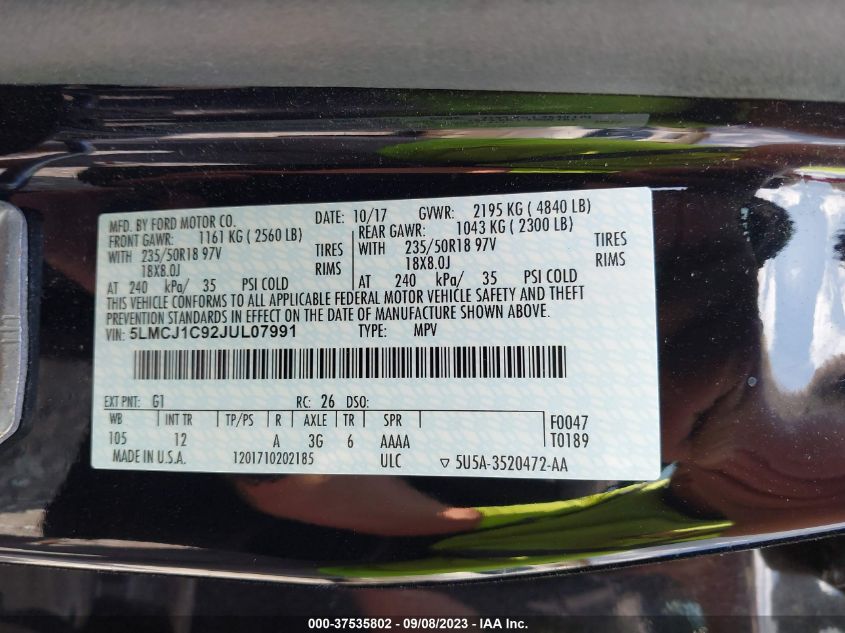 MFD. BY FORD MOTOR CO. DATE: 10/17 GVWR: 2195 KG ( 4840 LB)
FRONT GAWR: 1161 KG ( 2560 LB) REAR GAWR: 1043 KG ( 2300 LB)
WITH 235/50R18 97V TIRES WITH 235/50R18 97V TIRES
18X8.0J RIMS 18X8.0J RIMS
AT 240 kPa/ 35 PSI COLD AT 240 kPa/ 35 PSI COLD
THIS VEHICLE CONFORMS TO ALL APPLICABLE FEDERAL MOTOR VEHICLE SAFETY AND THEFT
PREVENTION STANDARDS IN EFFECT ON THE DATE OF MANUFACTURE SHOWN ABOVE.
VIN: 5LMCJ1C92JUL07991 TYPE: MPV
EXT PNT: G1 RC: 26 DSO:
WB INT TR TP/PS R AXLE TR SPR F0047
105 12 A 3G 6 AAAA T0189
MADE IN U.S.A. 1201710202185 ULC ▽ 5U5A-3520472-AA
000-37535802 - 09/08/2023 - IAA Inc.